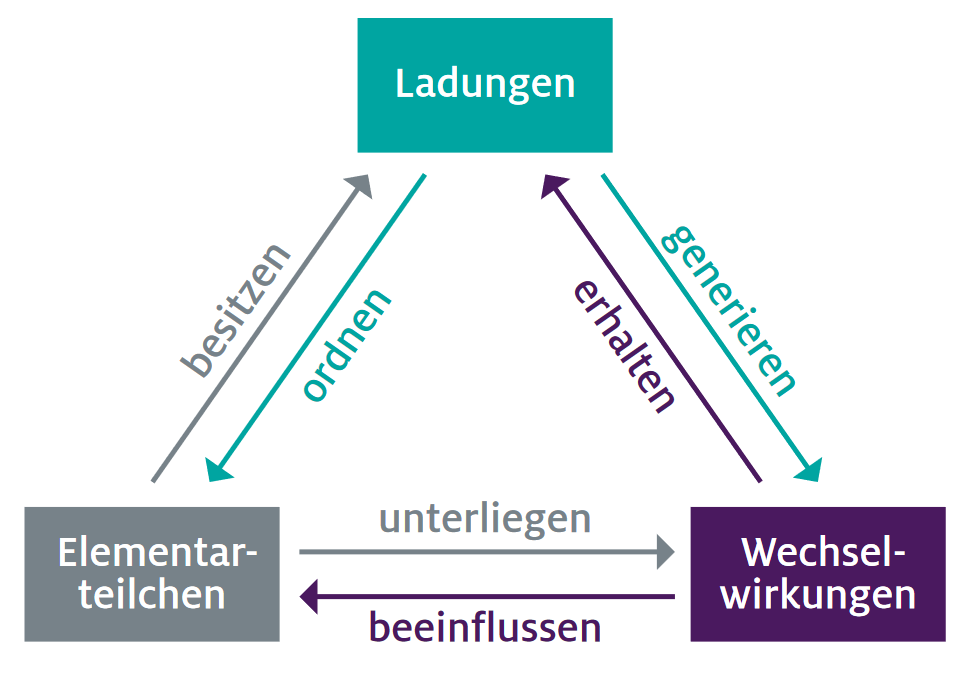 Ladungen
besitzen
ordnen
erhalten
generieren
unterliegen
Elementar-
teilchen
Wechsel-
wirkungen
beeinflussen